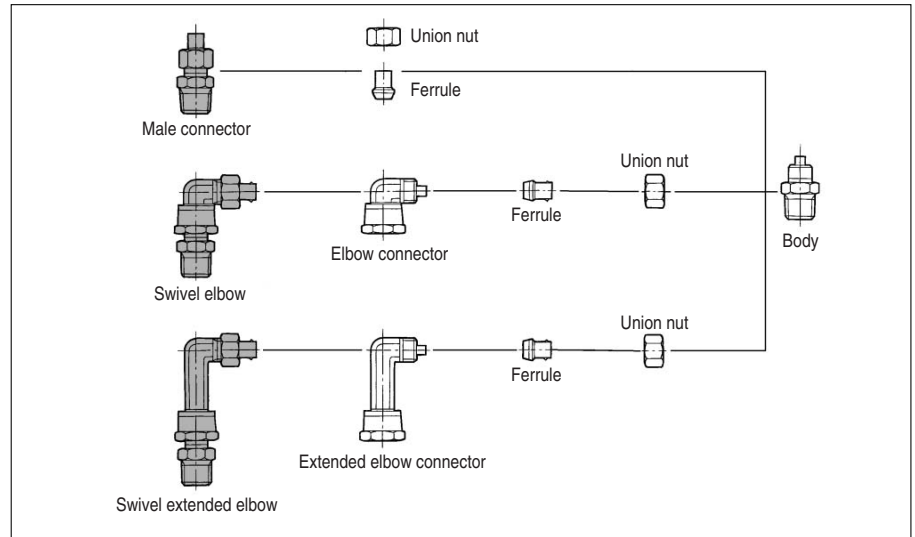 Union nut
Ferrule
Male connector
Union nut
Ferrule
Elbow connector
Body
Swivel elbow
Union nut
Ferrule
Extended elbow connector
Swivel extended elbow